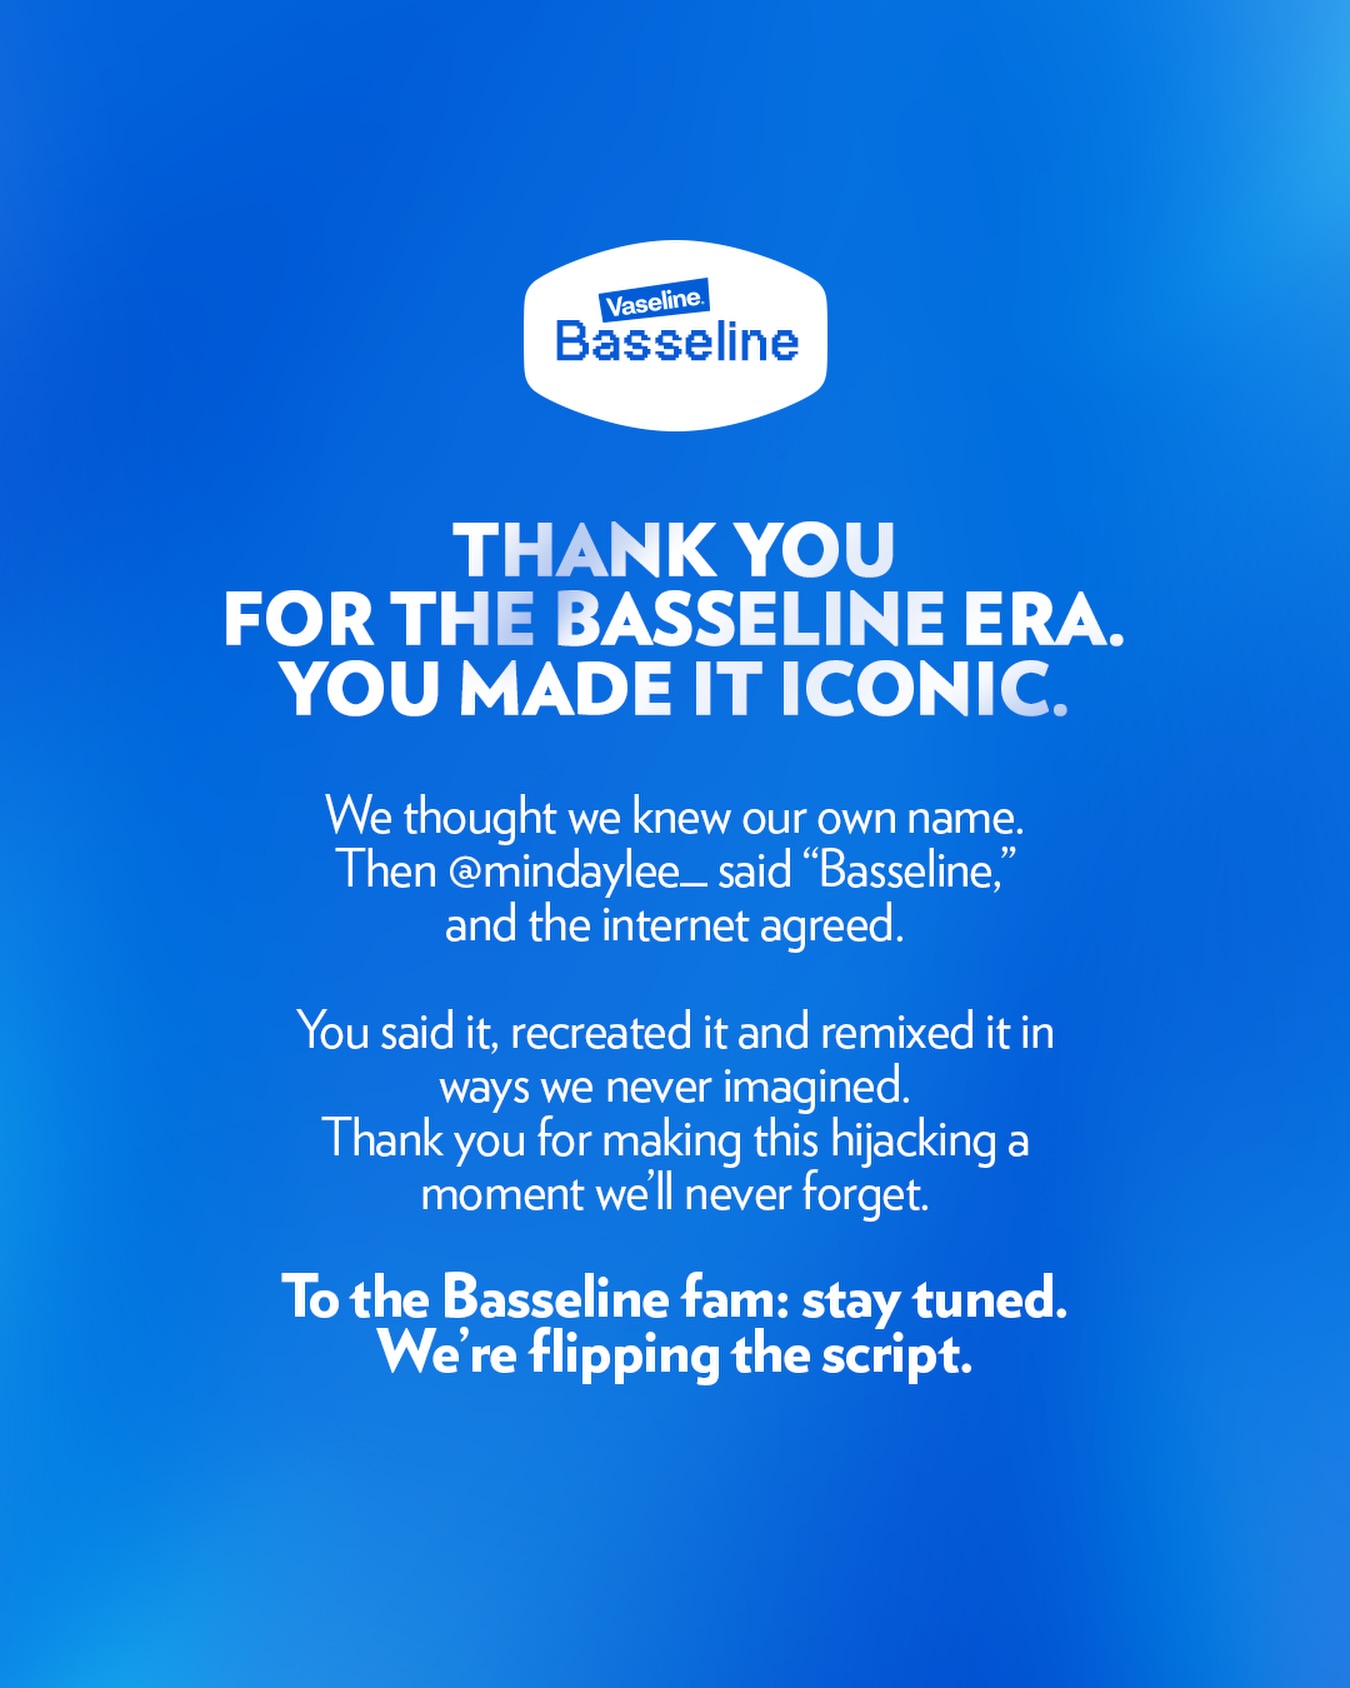 Vaseline.
Basseline
THANK YOU
FOR THE BASSELINE ERA.
YOU MADE IT ICONIC.
We thought we knew our own name.
Then @mindaylee_ said “Basseline,”
and the internet agreed.
You said it, recreated it and remixed it in
ways we never imagined.
Thank you for making this hijacking a
moment we’ll never forget.
To the Basseline fam: stay tuned.
We’re flipping the script.